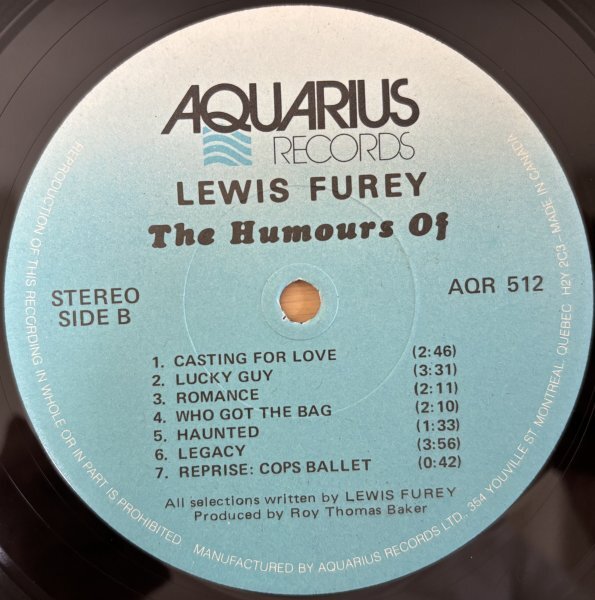 AQUARIUS
RECORDS
LEWIS FUREY
The Humours Of
STEREO
SIDE B
AQR 512
1. CASTING FOR LOVE (2:46)
2. LUCKY GUY (3:31)
3. ROMANCE (2:11)
4. WHO GOT THE BAG (2:10)
5. HAUNTED (1:33)
6. LEGACY (3:56)
7. REPRISE: COPS BALLET (0:42)
All selections written by LEWIS FUREY
Produced by Roy Thomas Baker
REPRODUCTION OF THIS RECORDING IN WHOLE OR IN PART IS PROHIBITED
MANUFACTURED BY AQUARIUS RECORDS LTD., 354 YOUVILLE ST MONTREAL, QUEBEC H2Y 2C3 - MADE IN CANADA